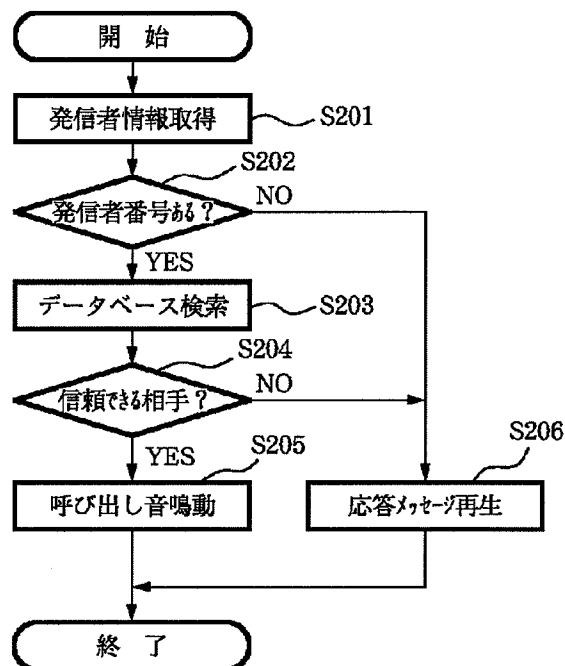 開 始
発信者情報取得
S201
S202
発信者番号ある?
NO
YES
データベース検索
S203
S204
信頼できる相手?
NO
YES
S205
呼び出し音鳴動
S206
応答メッセージ再生
終 了